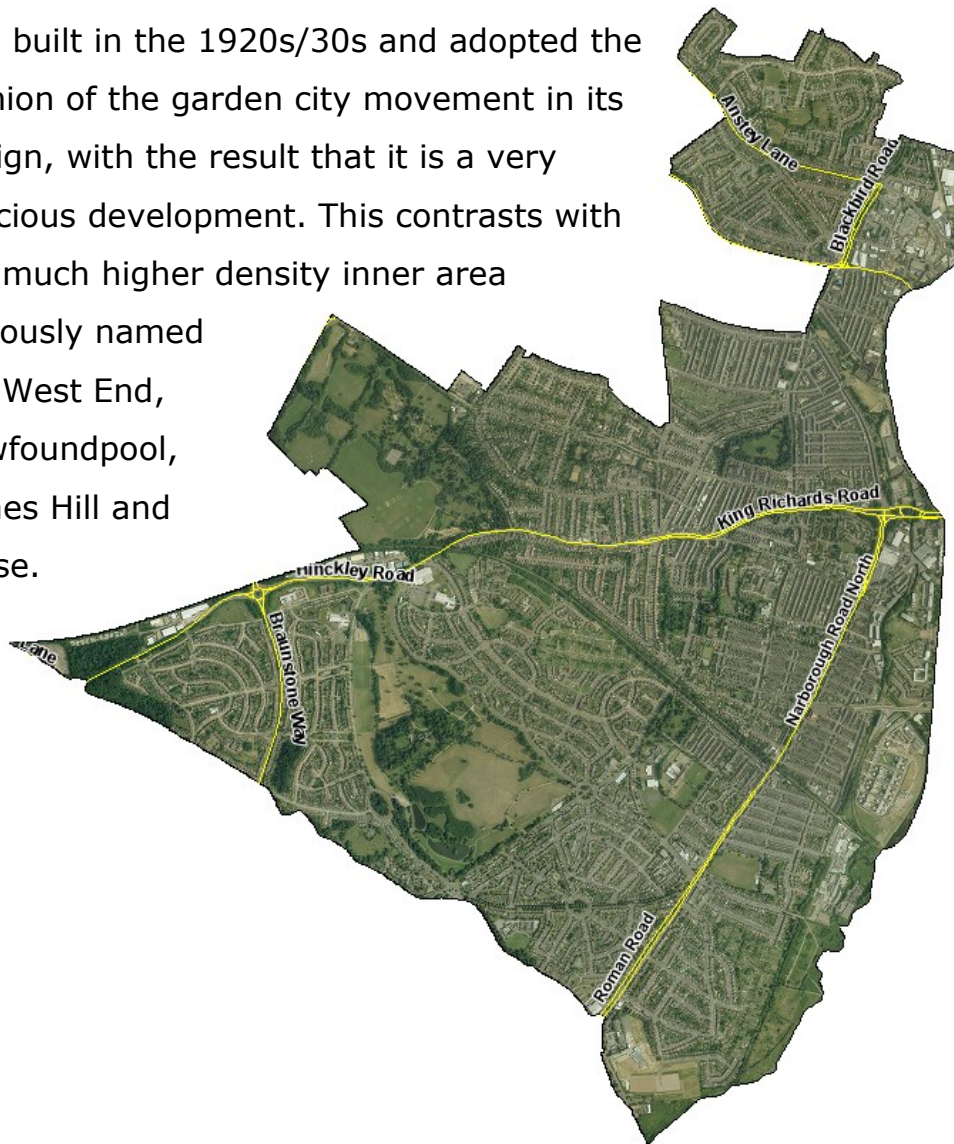 built in the 1920s/30s and adopted the
nion of the garden city movement in its
ign, with the result that it is a very
cious development. This contrasts with
much higher density inner area
ously named
West End,
wfoundpool,
nes Hill and
se.
Anstey Lane
Blackbird Road
King Richards Road
Hinckley Road
Lane
Braunstone Way
Narborough Road North
Roman Road